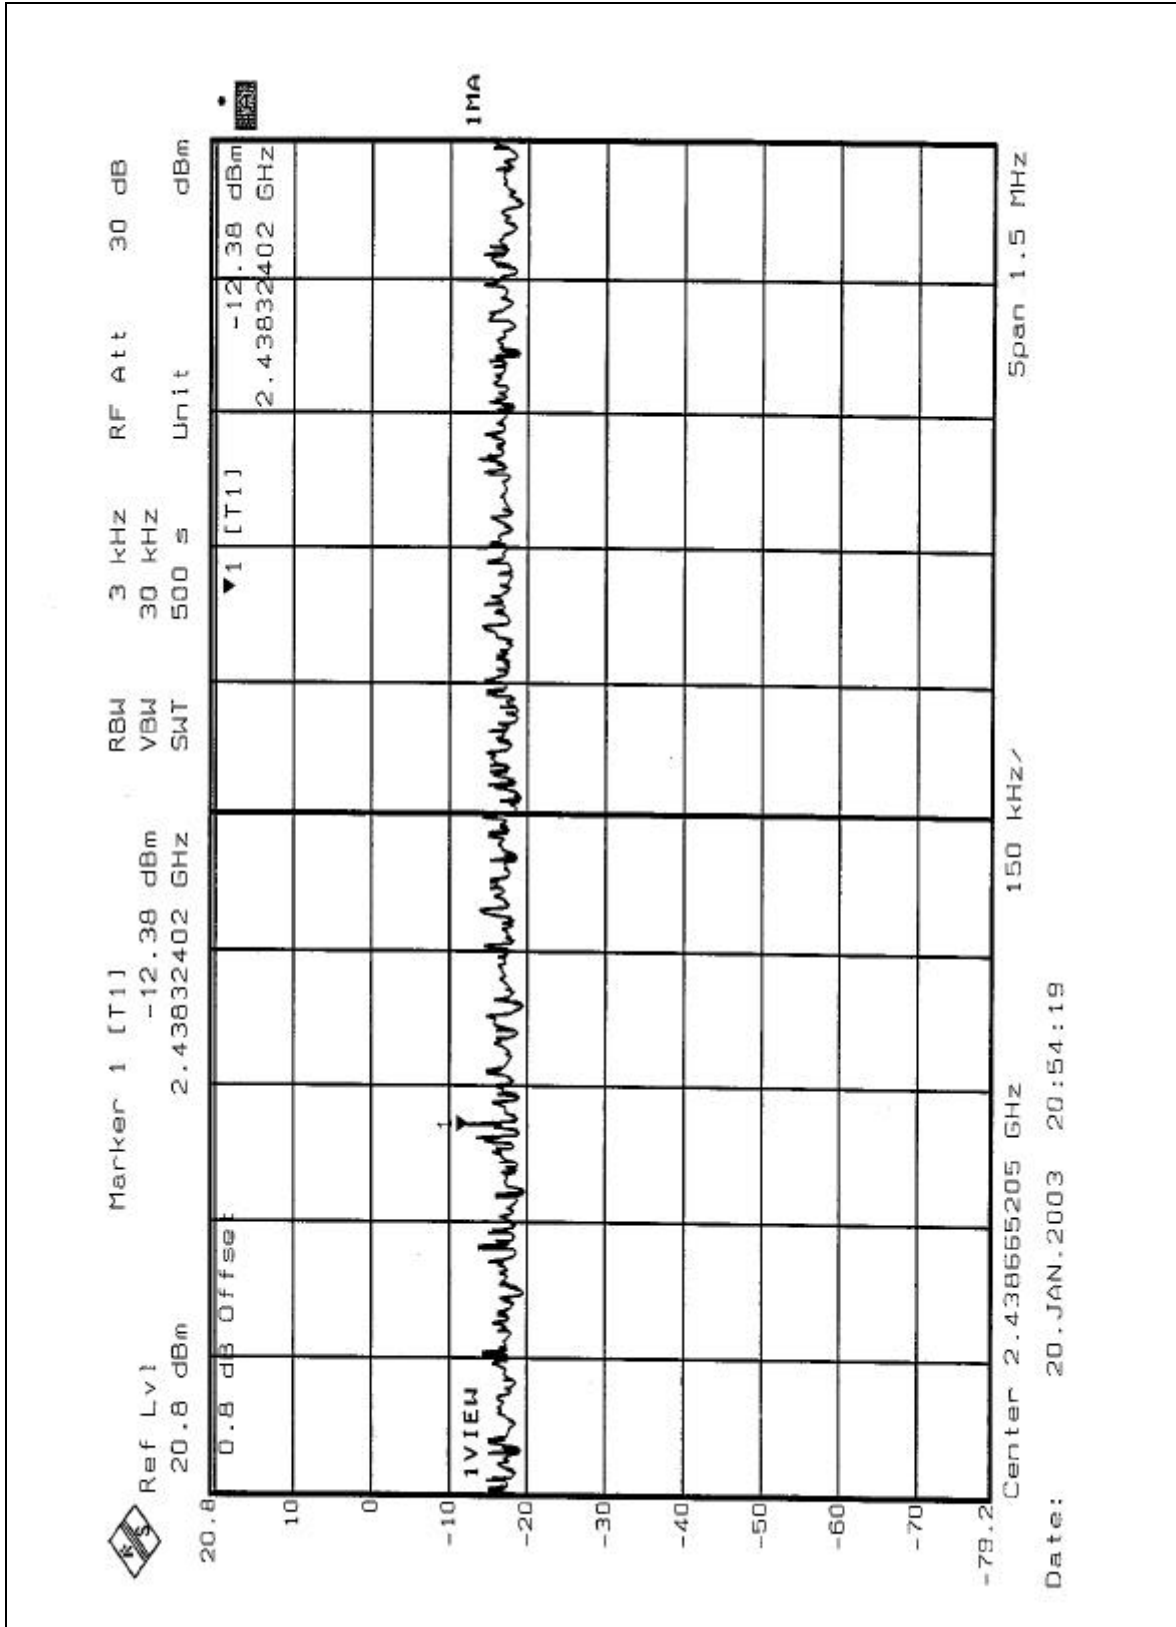 Marker 1 [T1] RBW 3 kHz RF Att 30 dB
Ref Lvl -12.38 dBm VBW 30 kHz
20.8 dBm 2.43832402 GHz SWT 500 s Unit dBm
20.8
0.8 dB Offset
▼1 [T1] -12.38 dBm
2.43832402 GHz
10
0
-10
1
1VIEW
1MA
-20
-30
-40
-50
-60
-70
-79.2
Center 2.438665205 GHz 150 kHz/ Span 1.5 MHz
Date: 20.JAN.2003 20:54:19